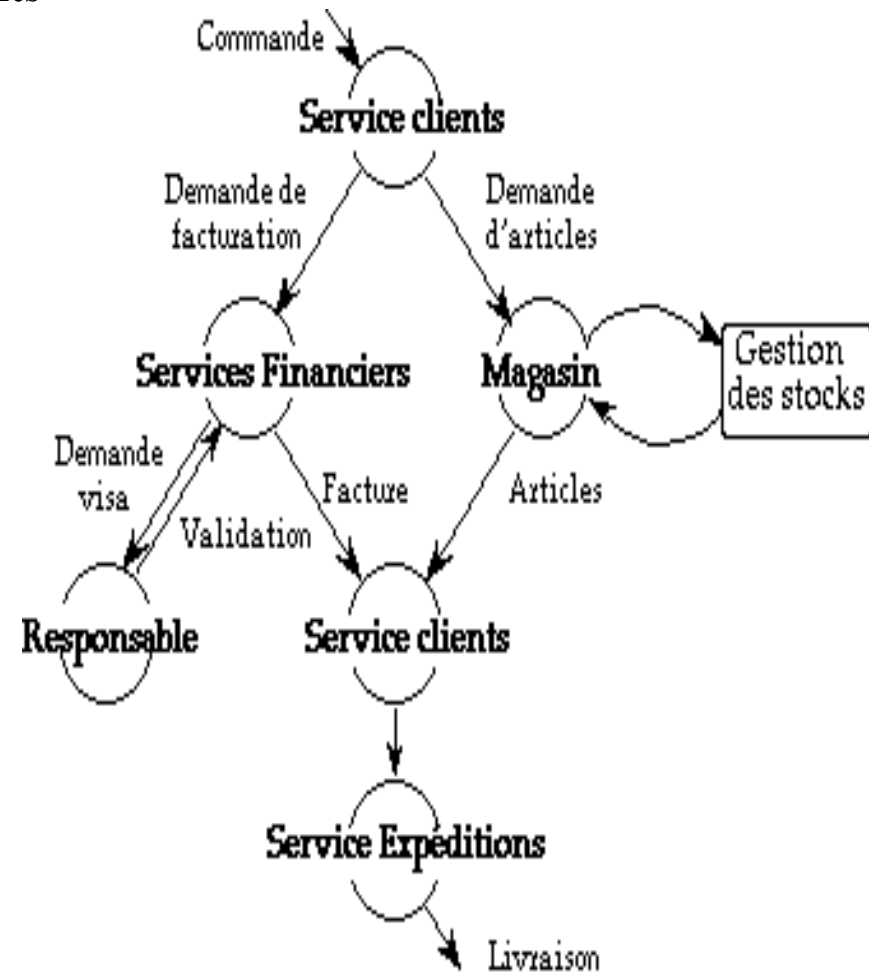 Commande
Service clients
Demande de
facturation
Demande
d'articles
Services Financiers
Magasin
Gestion
des stocks
Demande
visa
Validation
Facture
Articles
Responsable
Service clients
Service Expéditions
Livraison